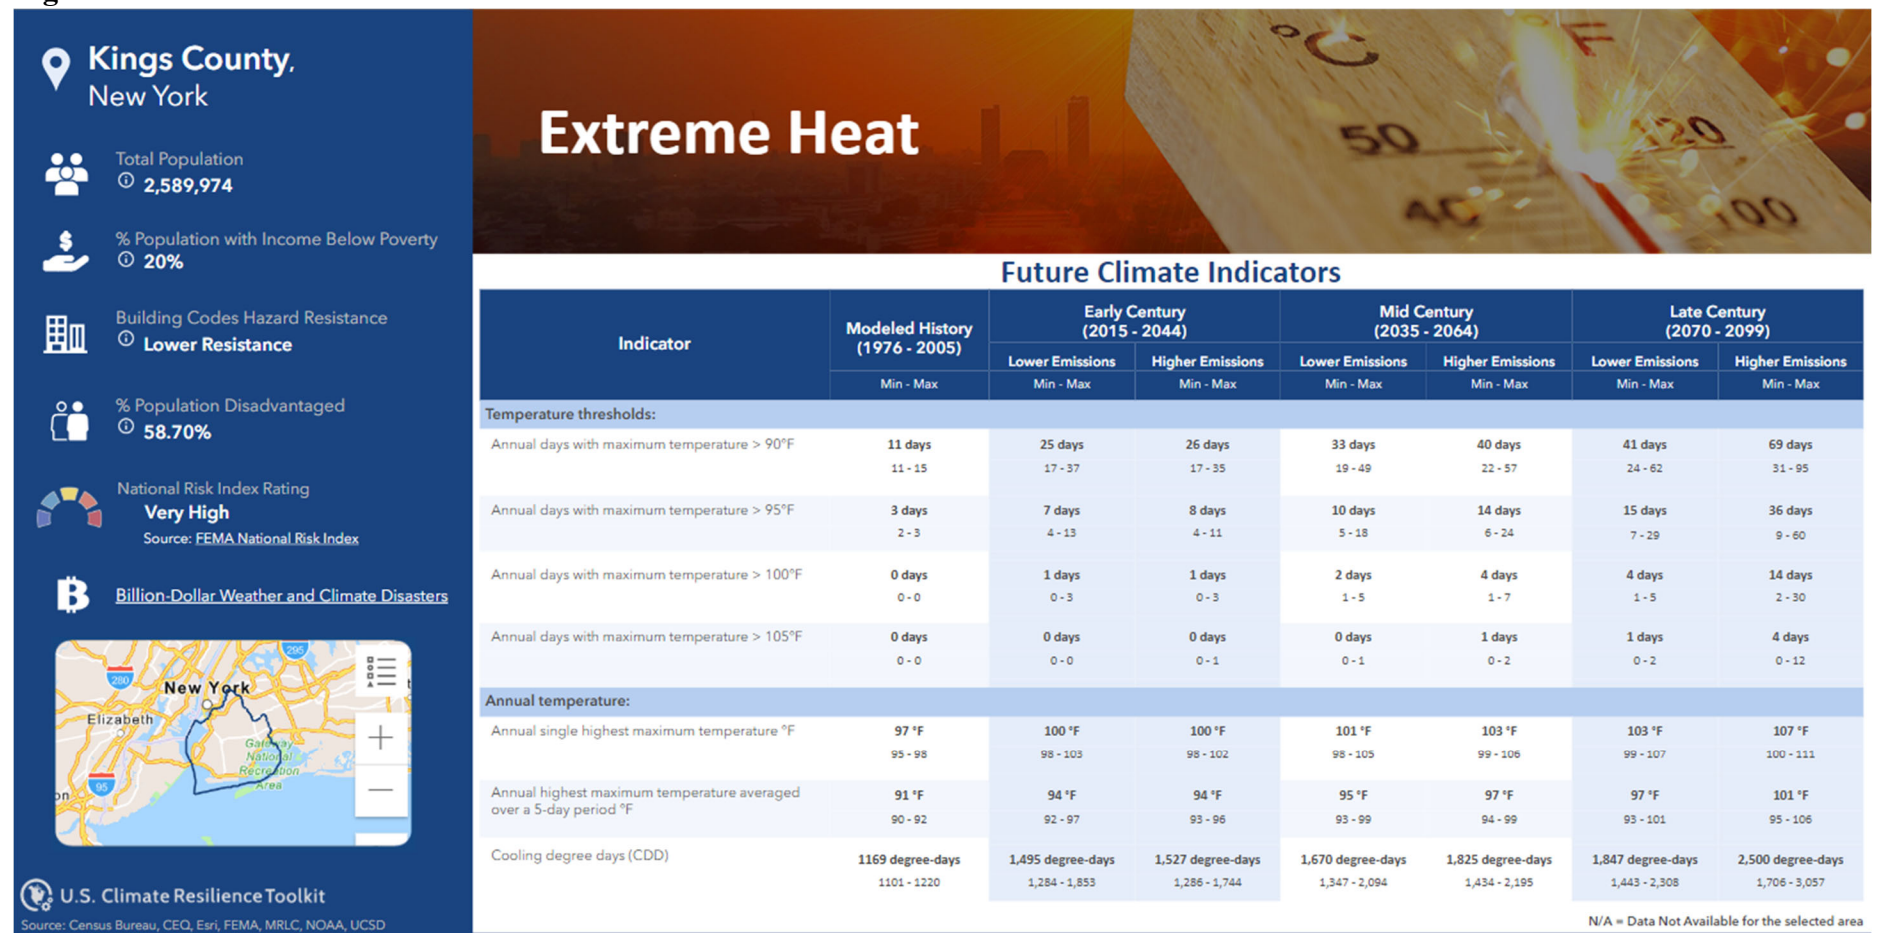 Kings County,
New York
Total Population
2,589,974
% Population with Income Below Poverty
20%
Building Codes Hazard Resistance
Lower Resistance
% Population Disadvantaged
58.70%
National Risk Index Rating
Very High
Source: FEMA National Risk Index
Billion-Dollar Weather and Climate Disasters
295
280
New York
Elizabeth
Gateway
National
Recreation
Area
95
on
U.S. Climate Resilience Toolkit
Source: Census Bureau, CEQ, Esri, FEMA, MRLC, NOAA, UCSD
Extreme Heat
°C F
50 120
40 100
Future Climate Indicators
Indicator
Modeled History
(1976 - 2005)
Early Century
(2015 - 2044)
Mid Century
(2035 - 2064)
Late Century
(2070 - 2099)
Lower Emissions Higher Emissions Lower Emissions Higher Emissions Lower Emissions Higher Emissions
Min - Max Min - Max Min - Max Min - Max Min - Max Min - Max Min - Max
Temperature thresholds:
Annual days with maximum temperature > 90°F 11 days 25 days 26 days 33 days 40 days 41 days 69 days
11 - 15 17 - 37 17 - 35 19 - 49 22 - 57 24 - 62 31 - 95
Annual days with maximum temperature > 95°F 3 days 7 days 8 days 10 days 14 days 15 days 36 days
2 - 3 4 - 13 4 - 11 5 - 18 6 - 24 7 - 29 9 - 60
Annual days with maximum temperature > 100°F 0 days 1 days 1 days 2 days 4 days 4 days 14 days
0 - 0 0 - 3 0 - 3 1 - 5 1 - 7 1 - 5 2 - 30
Annual days with maximum temperature > 105°F 0 days 0 days 0 days 0 days 1 days 1 days 4 days
0 - 0 0 - 0 0 - 1 0 - 1 0 - 2 0 - 2 0 - 12
Annual temperature:
Annual single highest maximum temperature °F 97 °F 100 °F 100 °F 101 °F 103 °F 103 °F 107 °F
95 - 98 98 - 103 98 - 102 98 - 105 99 - 106 99 - 107 100 - 111
Annual highest maximum temperature averaged
over a 5-day period °F
91 °F 94 °F 94 °F 95 °F 97 °F 97 °F 101 °F
90 - 92 92 - 97 93 - 96 93 - 99 94 - 99 93 - 101 95 - 106
Cooling degree days (CDD) 1169 degree-days 1,495 degree-days 1,527 degree-days 1,670 degree-days 1,825 degree-days 1,847 degree-days 2,500 degree-days
1101 - 1220 1,284 - 1,853 1,286 - 1,744 1,347 - 2,094 1,434 - 2,195 1,443 - 2,308 1,706 - 3,057
N/A = Data Not Available for the selected area